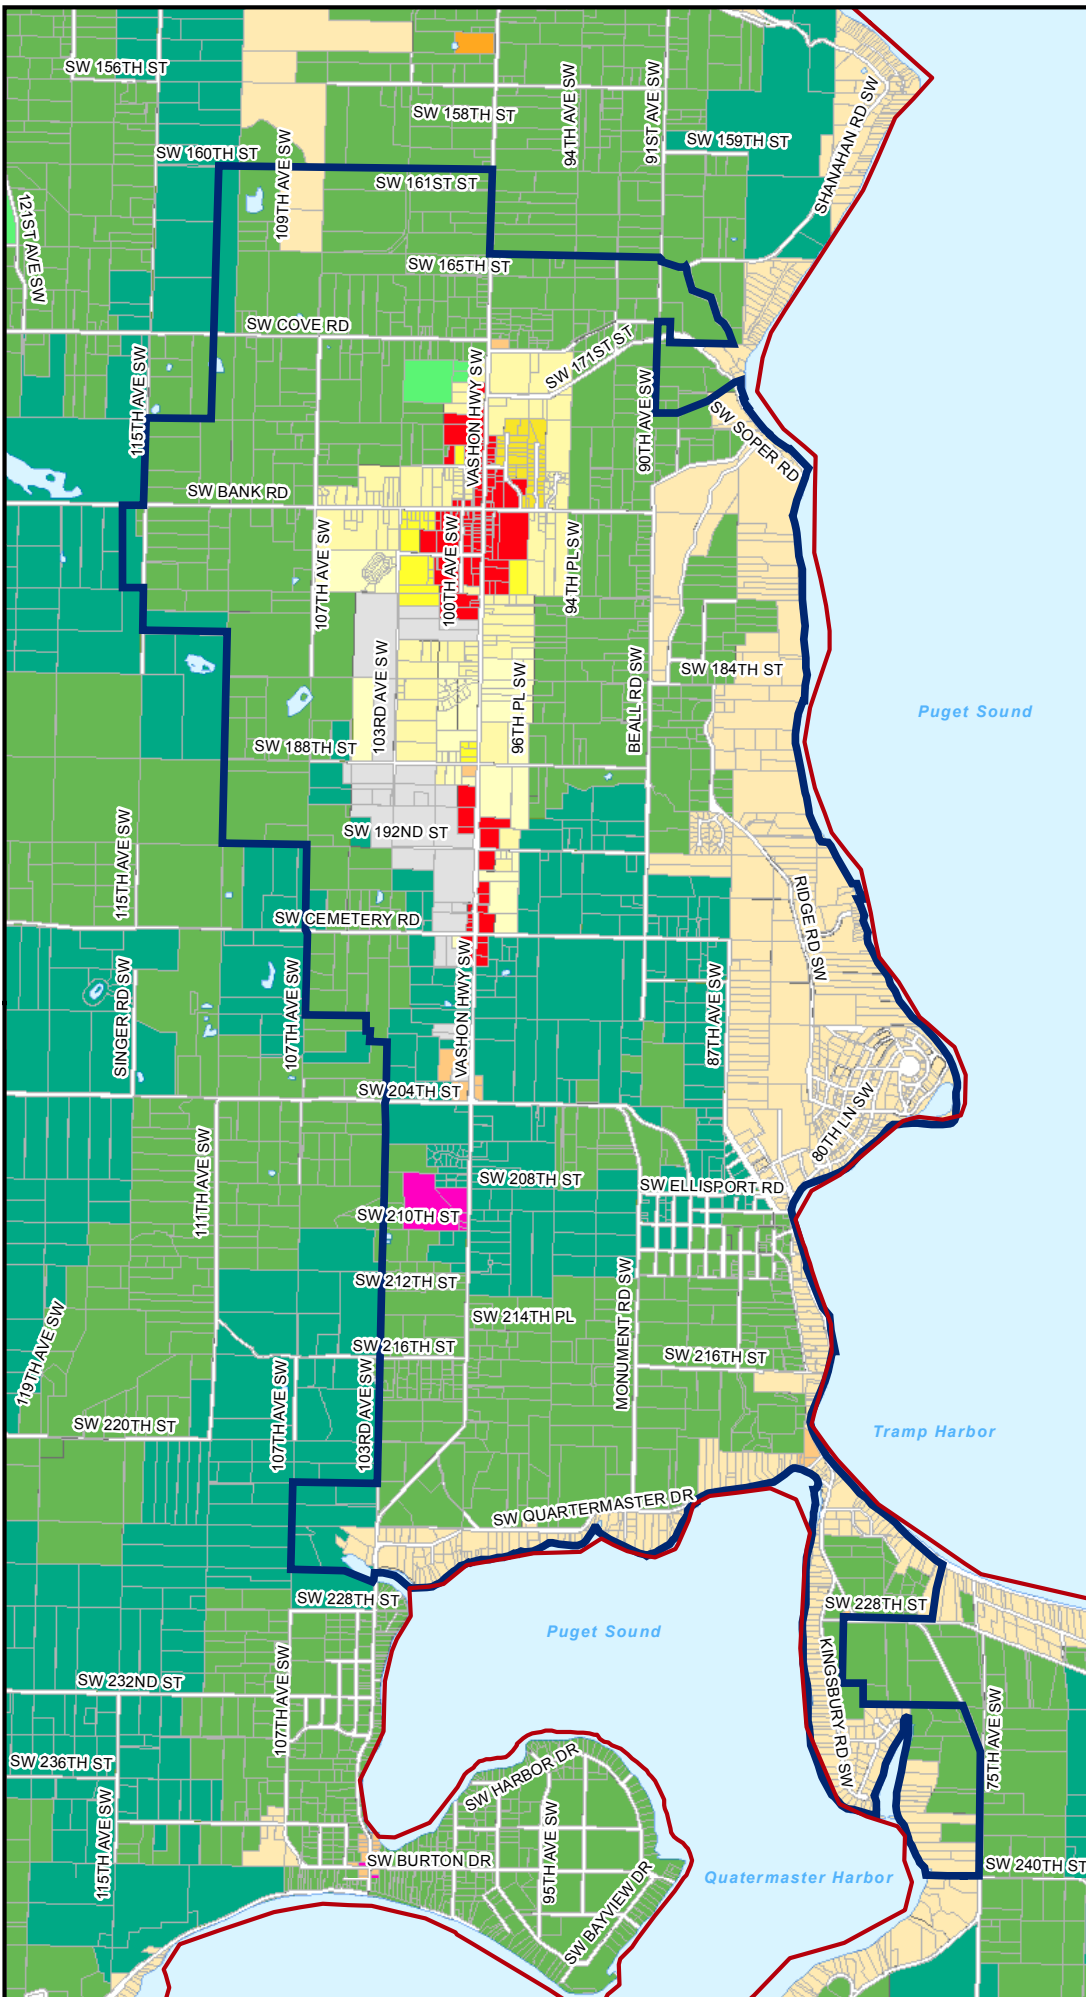 SW 156TH ST
SW 158TH ST
94TH AVE SW
91ST AVE SW
SHANAHAN RD SW
SW 159TH ST
SW 160TH ST
109TH AVE SW
SW 161ST ST
121ST AVE SW
SW 165TH ST
SW COVE RD
SW 171ST ST
115TH AVE SW
VASHON HWY SW
90TH AVE SW
SW SOPER RD
SW BANK RD
107TH AVE SW
100TH AVE SW
94TH PL SW
SW 184TH ST
103RD AVE SW
96TH PL SW
BEALL RD SW
Puget Sound
SW 188TH ST
SW 192ND ST
115TH AVE SW
RIDGE RD SW
SW CEMETERY RD
SINGER RD SW
107TH AVE SW
VASHON HWY SW
87TH AVE SW
SW 204TH ST
80TH LN SW
111TH AVE SW
SW 208TH ST
SW ELLISPORT RD
SW 210TH ST
SW 212TH ST
SW 214TH PL
MONUMENT RD SW
119TH AVE SW
SW 216TH ST
SW 216TH ST
107TH AVE SW
103RD AVE SW
SW 220TH ST
Tramp Harbor
SW QUARTERMASTER DR
SW 228TH ST
SW 228TH ST
Puget Sound
107TH AVE SW
SW 232ND ST
KINGSBURY RD SW
75TH AVE SW
SW 236TH ST
SW HARBOR DR
115TH AVE SW
95TH AVE SW
SW BURTON DR
SW 240TH ST
Quatermaster Harbor
SW BAYVIEW DR